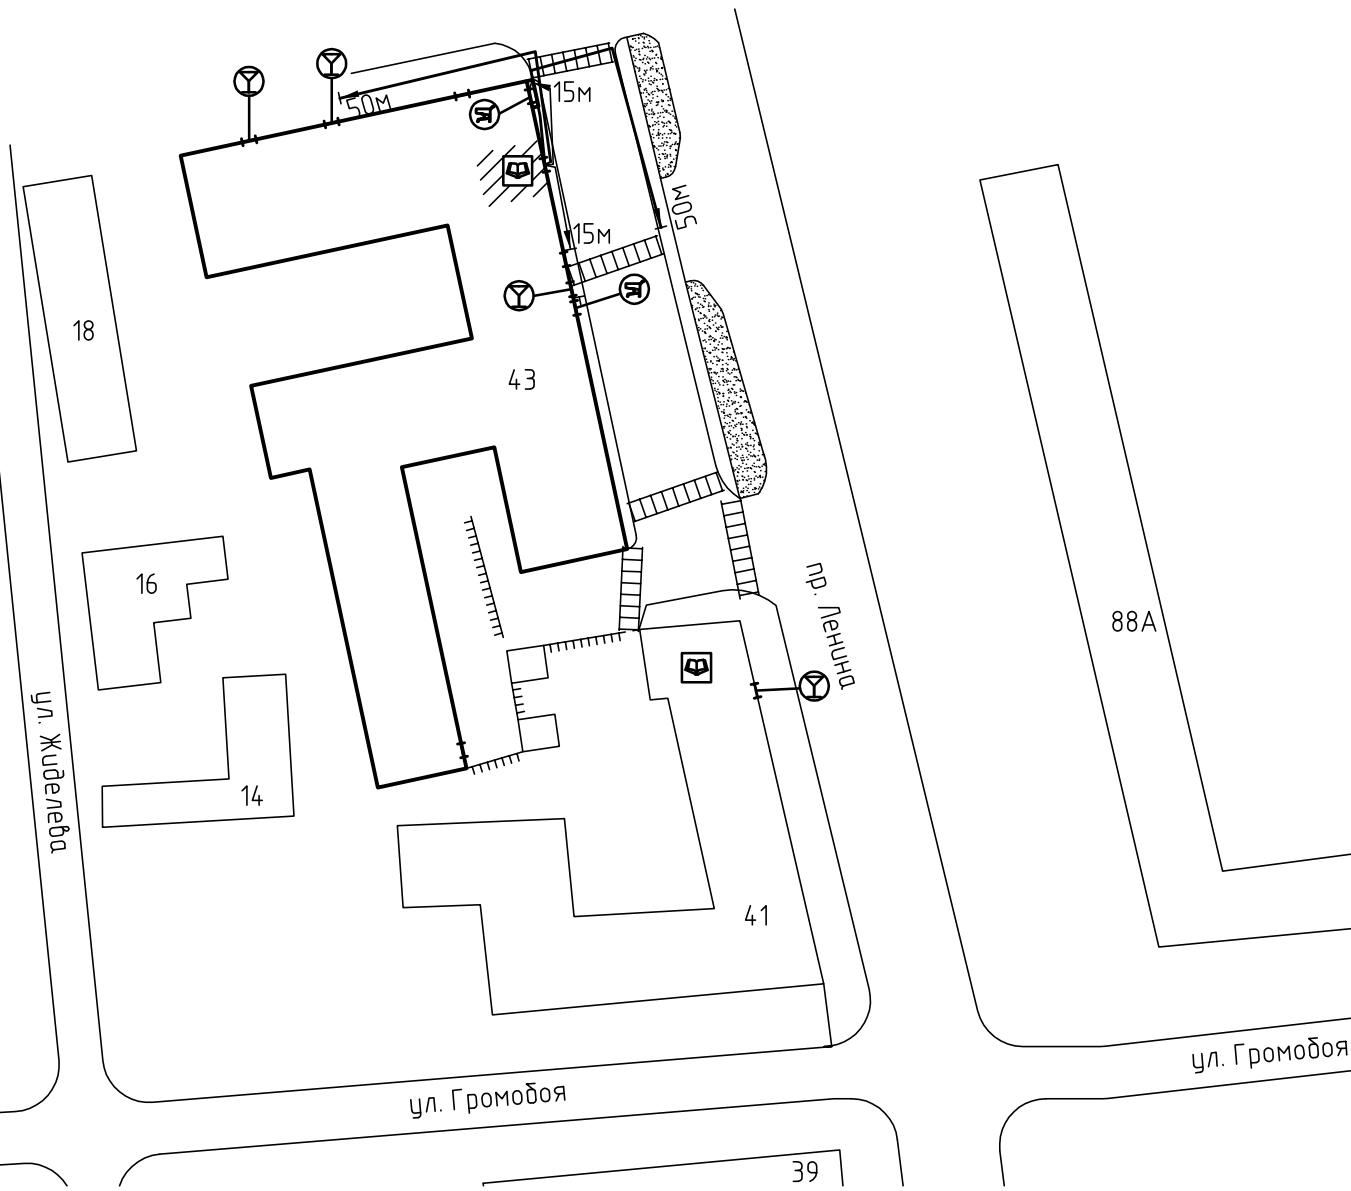 50м
15м
50м
15м
18
43
16
пр. Ленина
88А
ул. Жиделева
14
41
ул. Громобоя
ул. Громобоя
39